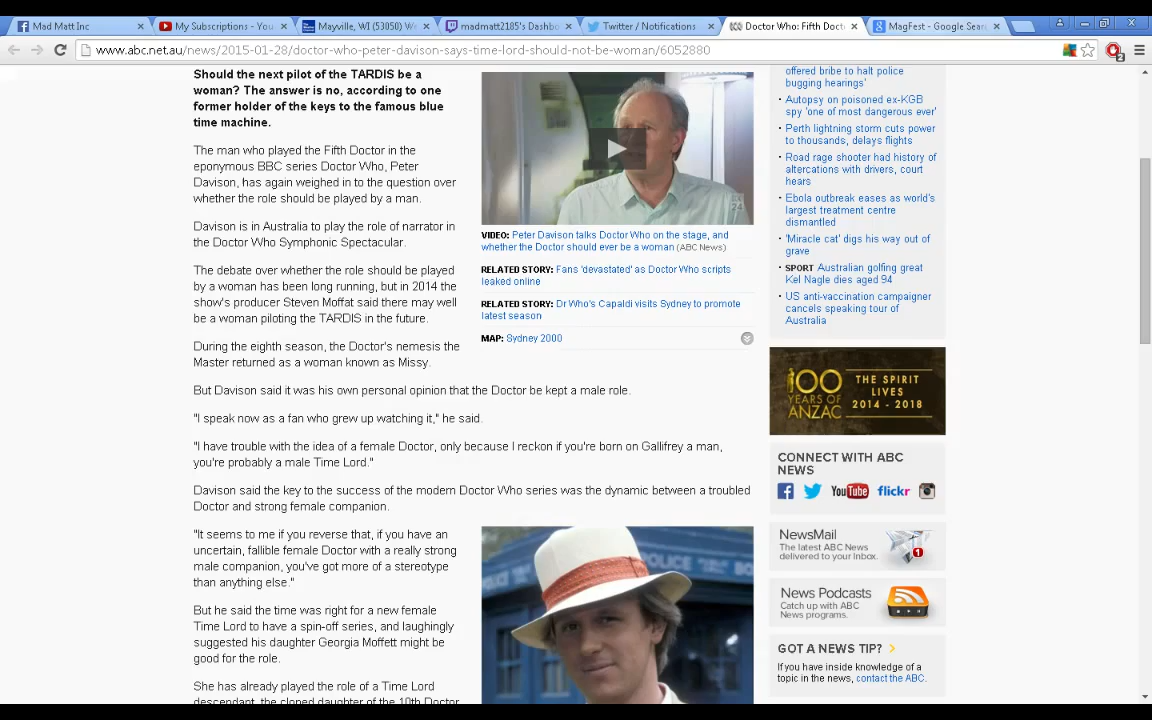 Mad Matt
My Subscriptions - You
Mayville, WI (53050) We
madmatt2185's Dashbo
Twitter / Notifications
Doctor Who: Fifth Doct
MagFest - Google Sear
www.abc.net.au/news/2015-01-28/doctor-who-peter-davison-says-time-lord-should-not-be-woman/6052880
2
Should the next pilot of the TARDIS be a
woman? The answer is no, according to one
former holder of the keys to the famous blue
time machine.
The man who played the Fifth Doctor in the
eponymous BBC series Doctor Who, Peter
Davison, has again weighed in to the question over
whether the role should be played by a man.
Davison is in Australia to play the role of narrator in
the Doctor Who Symphonic Spectacular.
The debate over whether the role should be played
by a woman has been long running, but in 2014 the
show's producer Steven Moffat said there may well
be a woman piloting the TARDIS in the future.
During the eighth season, the Doctor's nemesis the
Master returned as a woman known as Missy.
But Davison said it was his own personal opinion that the Doctor be kept a male role.
"I speak now as a fan who grew up watching it," he said.
"I have trouble with the idea of a female Doctor, only because I reckon if you're born on Gallifrey a man,
you're probably a male Time Lord."
Davison said the key to the success of the modern Doctor Who series was the dynamic between a troubled
Doctor and strong female companion.
"It seems to me if you reverse that, if you have an
uncertain, fallible female Doctor with a really strong
male companion, you've got more of a stereotype
than anything else."
But he said the time was right for a new female
Time Lord to have a spin-off series, and laughingly
suggested his daughter Georgia Moffett might be
good for the role.
She has already played the role of a Time Lord
descendant, the cloned daughter of the 10th Doctor
24
VIDEO: Peter Davison talks Doctor Who on the stage, and
whether the Doctor should ever be a woman (ABC News)
RELATED STORY: Fans 'devastated' as Doctor Who scripts
leaked online
RELATED STORY: Dr Who's Capaldi visits Sydney to promote
latest season
MAP: Sydney 2000
POLICE BO
offered bribe to halt police
bugging hearings'
Autopsy on poisoned ex-KGB
spy 'one of most dangerous ever'
Perth lightning storm cuts power
to thousands, delays flights
Road rage shooter had history of
altercations with drivers, court
hears
Ebola outbreak eases as world's
largest treatment centre
dismantled
'Miracle cat' digs his way out of
grave
SPORT Australian golfing great
Kel Nagle dies aged 94
US anti-vaccination campaigner
cancels speaking tour of
Australia
100
YEARS OF
ANZAC
THE SPIRIT
LIVES
2014 - 2018
CONNECT WITH ABC
NEWS
YouTube
flickr
NewsMail
The latest ABC News
delivered to your Inbox.
1
News Podcasts
Catch up with ABC
News programs.
GOT A NEWS TIP?
If you have inside knowledge of a
topic in the news, contact the ABC.